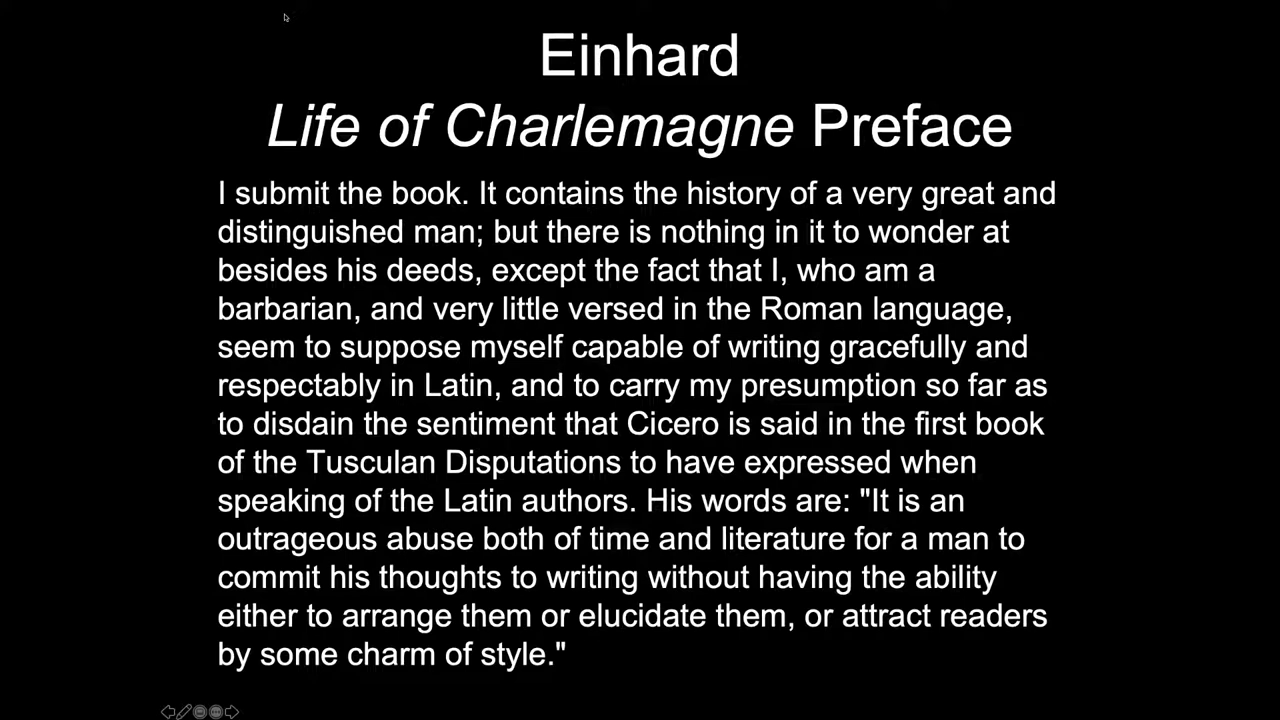 Einhard
Life of Charlemagne Preface
I submit the book. It contains the history of a very great and
distinguished man; but there is nothing in it to wonder at
besides his deeds, except the fact that I, who am a
barbarian, and very little versed in the Roman language,
seem to suppose myself capable of writing gracefully and
respectably in Latin, and to carry my presumption so far as
to disdain the sentiment that Cicero is said in the first book
of the Tusculan Disputations to have expressed when
speaking of the Latin authors. His words are: "It is an
outrageous abuse both of time and literature for a man to
commit his thoughts to writing without having the ability
either to arrange them or elucidate them, or attract readers
by some charm of style."